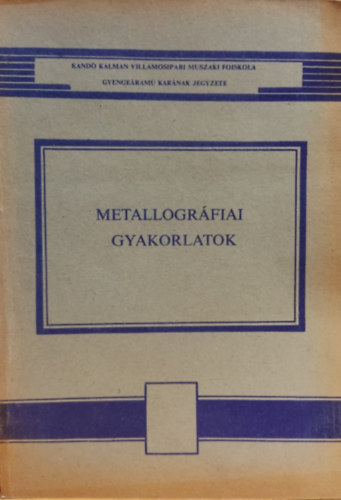 KANDÓ KÁLMÁN VILLAMOSIPARI MŰSZAKI FŐISKOLA
GYENGEÁRAMÚ KARÁNAK JEGYZETE
METALLOGRÁFIAI
GYAKORLATOK